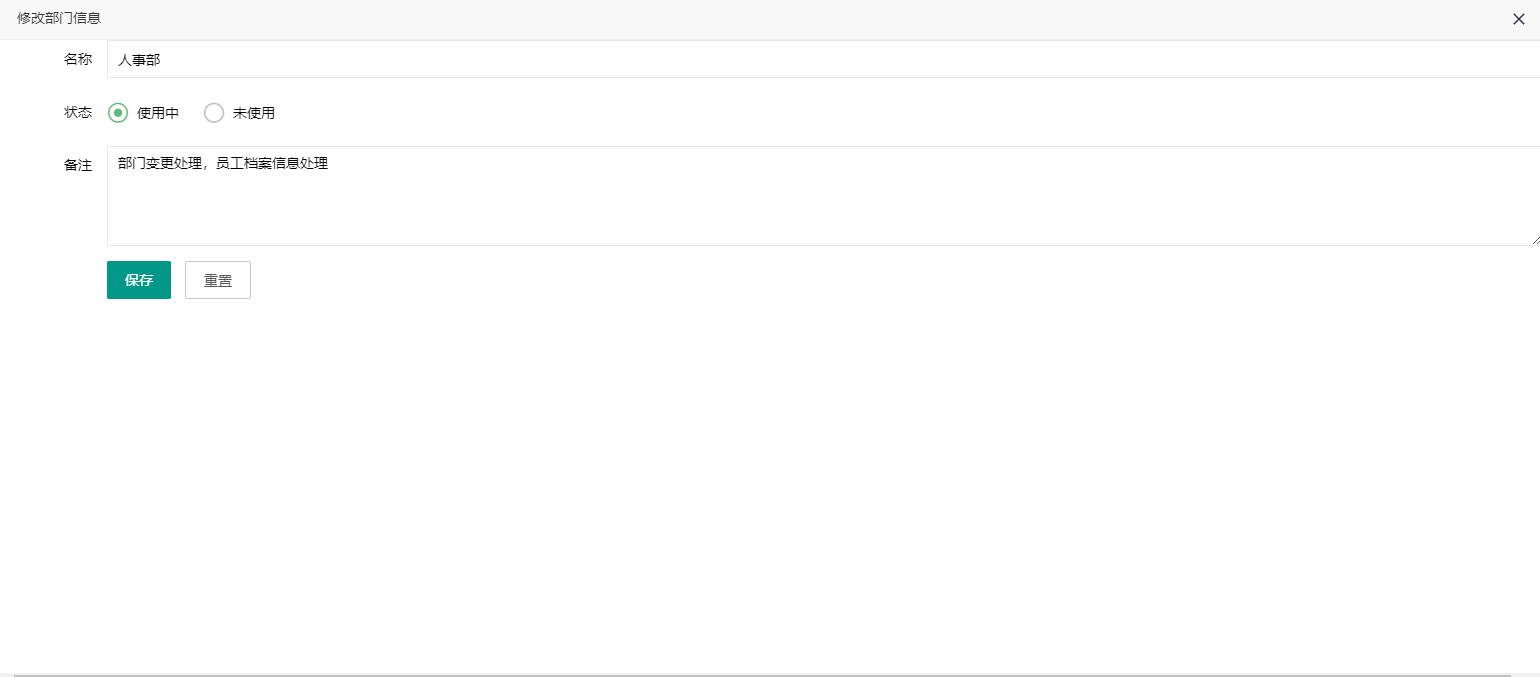 修改部门信息
名称 人事部
状态 使用中 未使用
备注 部门变更处理，员工档案信息处理
保存 重置